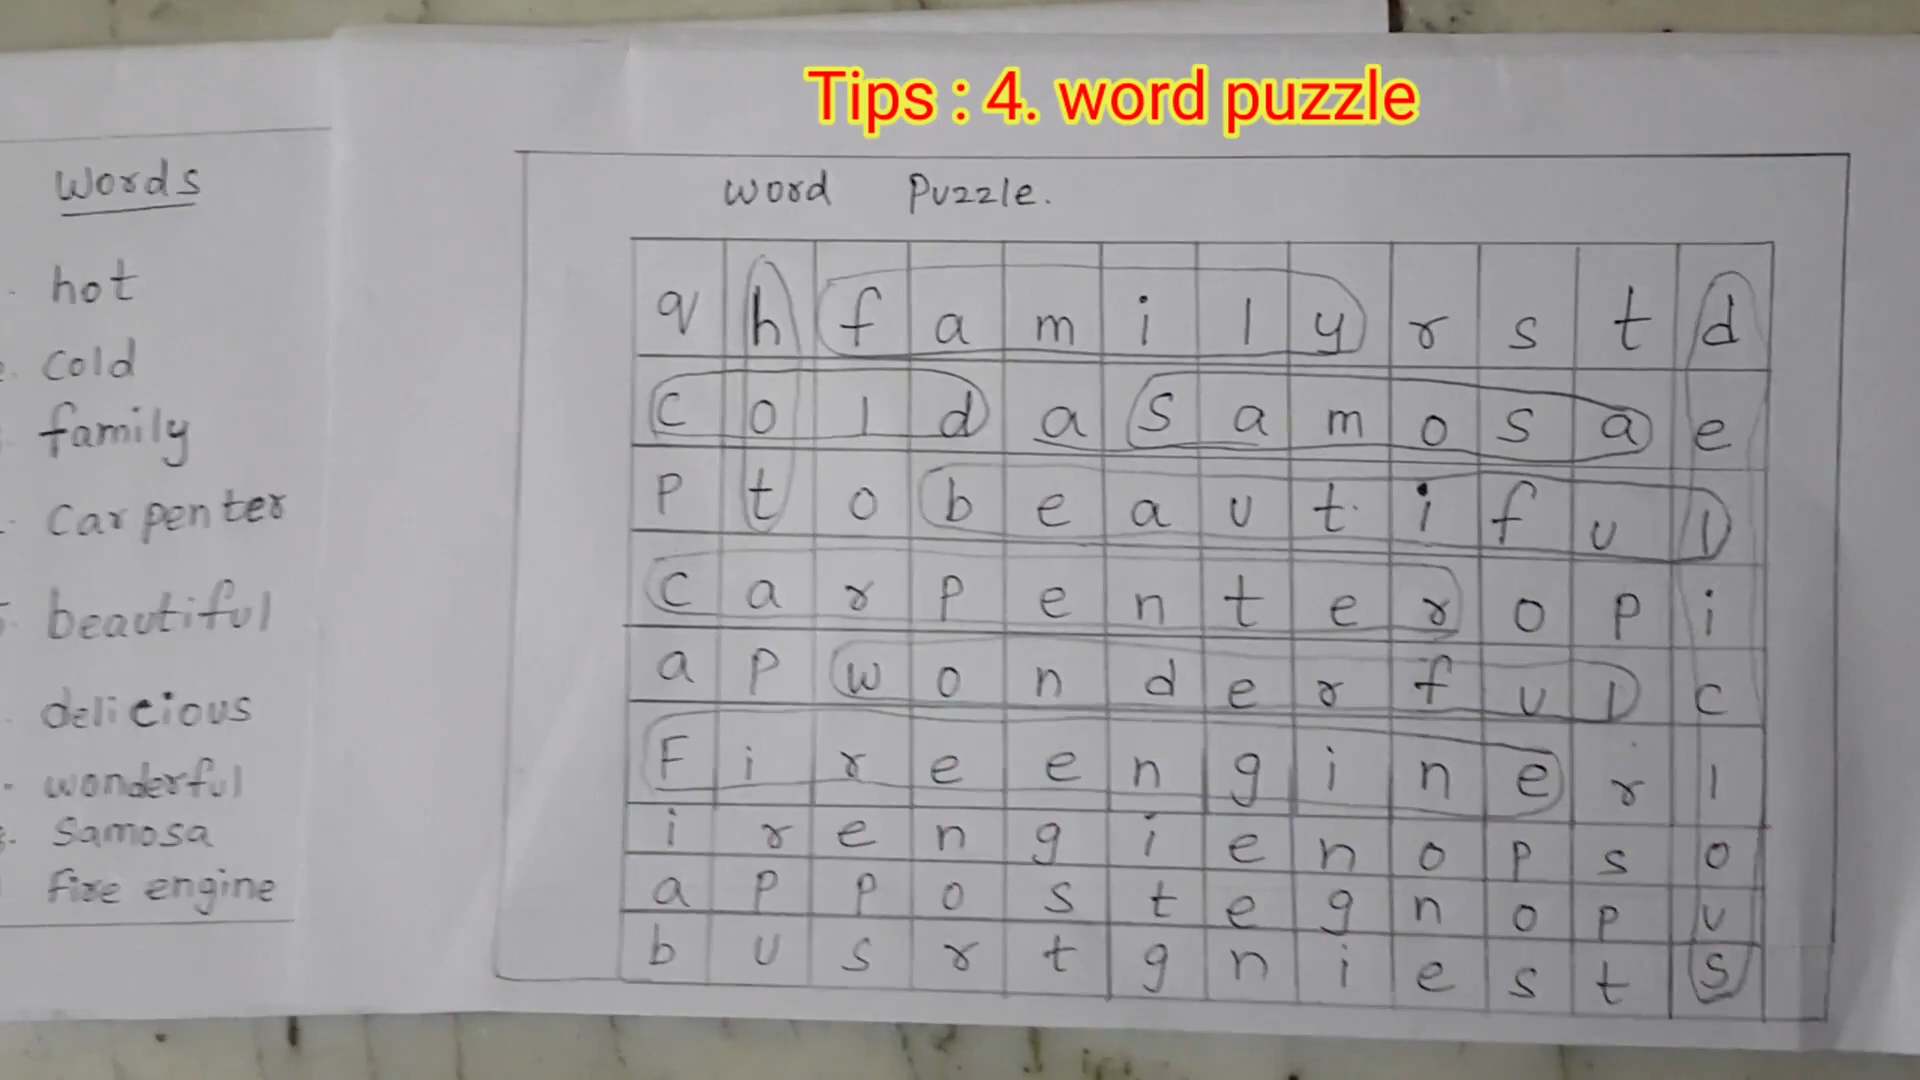 Tips : 4. word puzzle
Words
hot
cold
family
Carpenter
beautiful
delicious
wonderful
Samosa
fire engine
Word Puzzle.
q h f a m i l y r s t d
c o l d a s a m o s a e
p t o b e a u t i f u l
c a r p e n t e r o p i
a p w o n d e r f u l c
F i r e e n g i n e r l
i r e n g i e n o p s o
a p p o s t e g n o p u
b u s r t g n i e s t s